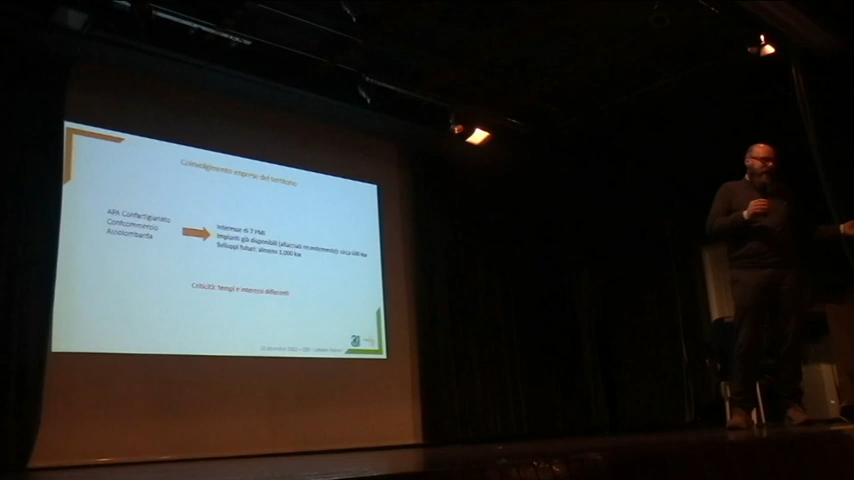 Coinvolgimento imprese del territorio
APA Confartigianato
Confcommercio
Assolombarda
Interesse di 7 PMI
Impianti già disponibili (allacciati recentemente): circa 600 kw
Sviluppi futuri: almeno 1.000 kw
Criticità: tempi e interessi differenti